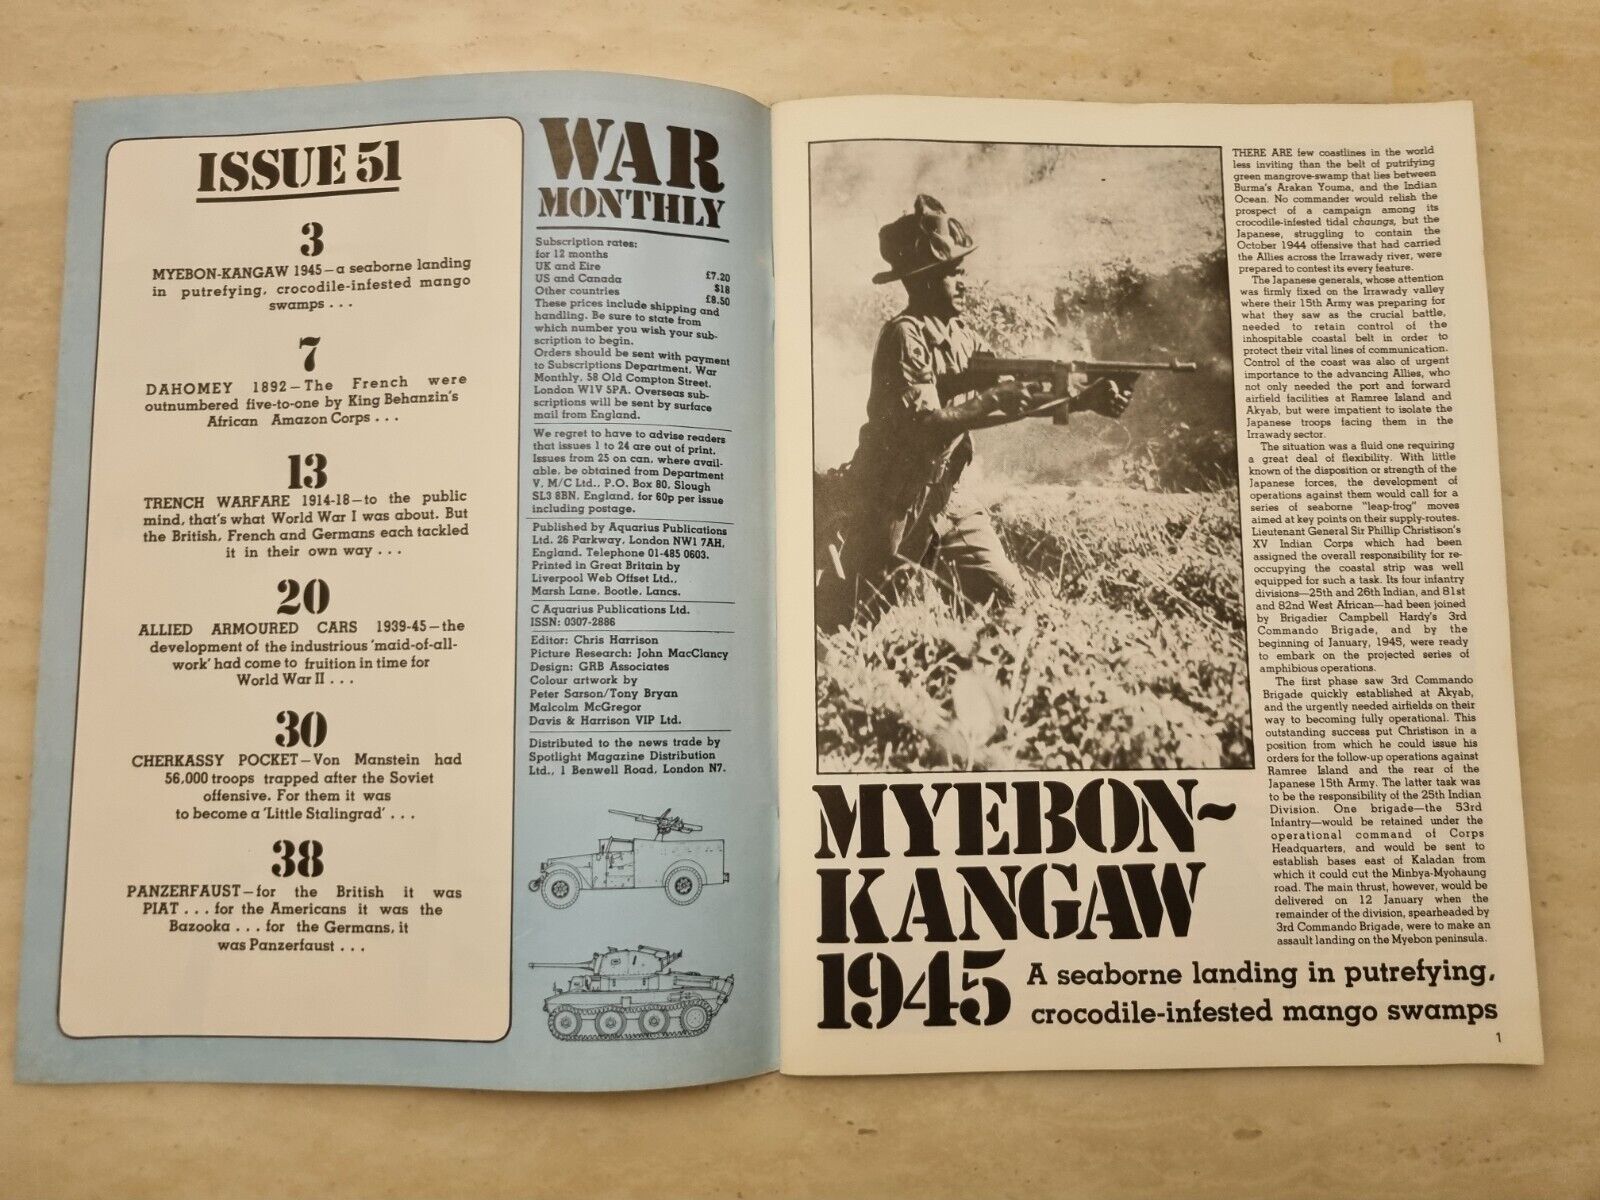 ISSUE 51
3
MYEBON-KANGAW 1945—a seaborne landing
in putrefying, crocodile-infested mango
swamps . . .
7
DAHOMEY 1892—The French were
outnumbered five-to-one by King Behanzin's
African Amazon Corps . . .
13
TRENCH WARFARE 1914-18—to the public
mind, that's what World War I was about. But
the British, French and Germans each tackled
it in their own way . . .
20
ALLIED ARMOURED CARS 1939-45—the
development of the industrious 'maid-of-all-
work' had come to fruition in time for
World War II . . .
30
CHERKASSY POCKET—Von Manstein had
56,000 troops trapped after the Soviet
offensive. For them it was
to become a 'Little Stalingrad' . . .
38
PANZERFAUST—for the British it was
PIAT . . . for the Americans it was the
Bazooka . . . for the Germans, it
was Panzerfaust . . .
WAR
MONTHLY
Subscription rates:
for 12 months
UK and Eire £7.20
US and Canada $18
Other countries £8.50
These prices include shipping and
handling. Be sure to state from
which number you wish your sub-
scription to begin.
Orders should be sent with payment
to Subscriptions Department, War
Monthly, 58 Old Compton Street,
London W1V 5PA. Overseas sub-
scriptions will be sent by surface
mail from England.
We regret to have to advise readers
that issues 1 to 24 are out of print.
Issues from 25 on can, where avail-
able, be obtained from Department
V, M/C Ltd., P.O. Box 80, Slough
SL3 8BN, England, for 60p per issue
including postage.
Published by Aquarius Publications
Ltd. 26 Parkway, London NW1 7AH,
England. Telephone 01-485 0603.
Printed in Great Britain by
Liverpool Web Offset Ltd.,
Marsh Lane, Bootle, Lancs.
C Aquarius Publications Ltd.
ISSN: 0307-2886
Editor: Chris Harrison
Picture Research: John MacClancy
Design: GRB Associates
Colour artwork by
Peter Sarson/Tony Bryan
Malcolm McGregor
Davis & Harrison VIP Ltd.
Distributed to the news trade by
Spotlight Magazine Distribution
Ltd., 1 Benwell Road, London N7.
THERE ARE few coastlines in the world
less inviting than the belt of putrifying
green mangrove-swamp that lies between
Burma's Arakan Youma, and the Indian
Ocean. No commander would relish the
prospect of a campaign among its
crocodile-infested tidal chaungs, but the
Japanese, struggling to contain the
October 1944 offensive that had carried
the Allies across the Irrawady river, were
prepared to contest its every feature.
The Japanese generals, whose attention
was firmly fixed on the Irrawady valley
where their 15th Army was preparing for
what they saw as the crucial battle,
needed to retain control of the
inhospitable coastal belt in order to
protect their vital lines of communication.
Control of the coast was also of urgent
importance to the advancing Allies, who
not only needed the port and forward
airfield facilities at Ramree Island and
Akyab, but were impatient to isolate the
Japanese troops facing them in the
Irrawady sector.
The situation was a fluid one requiring
a great deal of flexibility. With little
known of the disposition or strength of the
Japanese forces, the development of
operations against them would call for a
series of seaborne "leap-frog" moves
aimed at key points on their supply-routes.
Lieutenant General Sir Phillip Christison's
XV Indian Corps which had been
assigned the overall responsibility for re-
occupying the coastal strip was well
equipped for such a task. Its four infantry
divisions—25th and 26th Indian, and 81st
and 82nd West African—had been joined
by Brigadier Campbell Hardy's 3rd
Commando Brigade, and by the
beginning of January, 1945, were ready
to embark on the projected series of
amphibious operations.
The first phase saw 3rd Commando
Brigade quickly established at Akyab,
and the urgently needed airfields on their
way to becoming fully operational. This
outstanding success put Christison in a
position from which he could issue his
orders for the follow-up operations against
Ramree Island and the rear of the
Japanese 15th Army. The latter task was
to be the responsibility of the 25th Indian
Division. One brigade—the 53rd
Infantry—would be retained under the
operational command of Corps
Headquarters, and would be sent to
establish bases east of Kaladan from
which it could cut the Minbya-Myohaung
road. The main thrust, however, would be
delivered on 12 January when the
remainder of the division, spearheaded by
3rd Commando Brigade, were to make an
assault landing on the Myebon peninsula.
MYEBON-
KANGAW
1945
A seaborne landing in putrefying,
crocodile-infested mango swamps
1